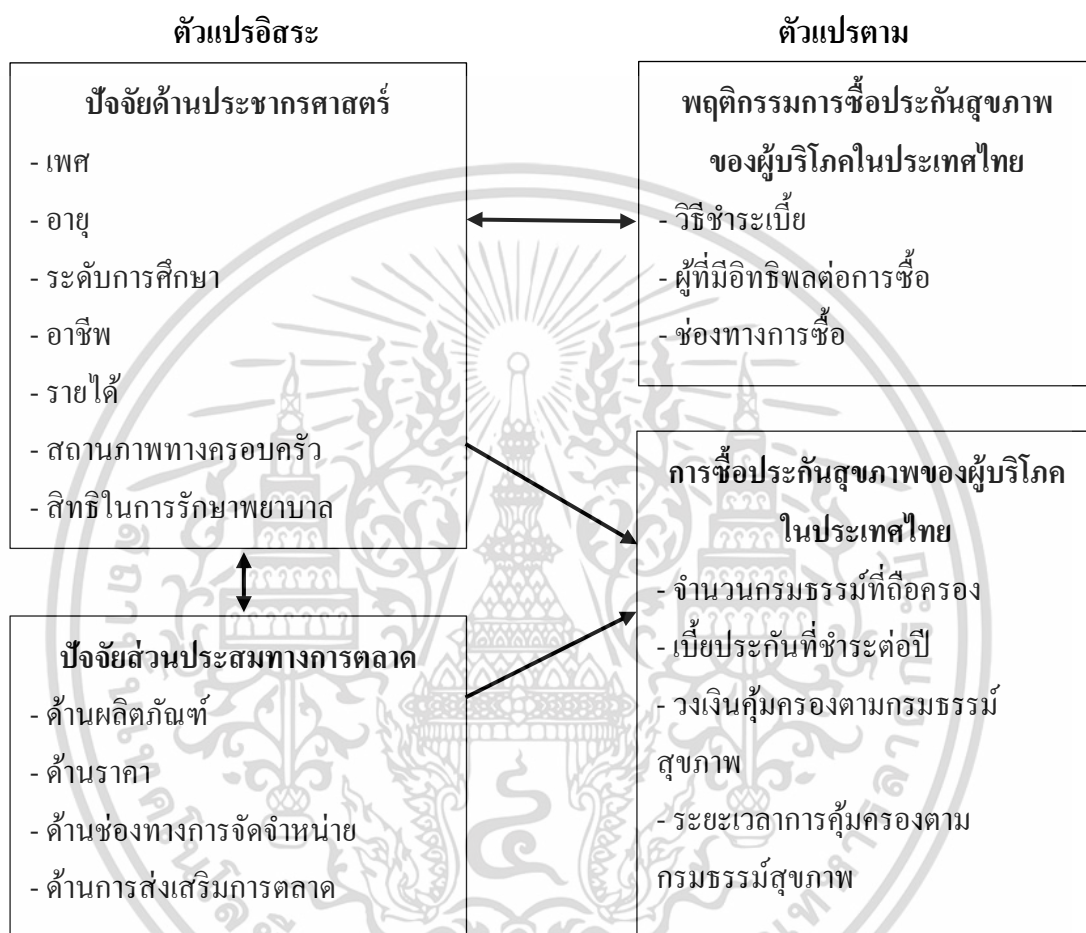 ตัวแปรอิสระ
ปัจจัยด้านประชากรศาสตร์
- เพศ
- อายุ
- ระดับการศึกษา
- อาชีพ
- รายได้
- สถานภาพทางครอบครัว
- สิทธิในการรักษาพยาบาล
ปัจจัยส่วนประสมทางการตลาด
- ด้านผลิตภัณฑ์
- ด้านราคา
- ด้านช่องทางการจัดจำหน่าย
- ด้านการส่งเสริมการตลาด
ตัวแปรตาม
พฤติกรรมการซื้อประกันสุขภาพ
ของผู้บริโภคในประเทศไทย
- วิธีชำระเบี้ย
- ผู้ที่มีอิทธิพลต่อการซื้อ
- ช่องทางการซื้อ
การซื้อประกันสุขภาพของผู้บริโภค
ในประเทศไทย
- จำนวนกรมธรรม์ที่ถือครอง
- เบี้ยประกันที่ชำระต่อปี
- วงเงินคุ้มครองตามกรมธรรม์
สุขภาพ
- ระยะเวลาการคุ้มครองตาม
กรมธรรม์สุขภาพ